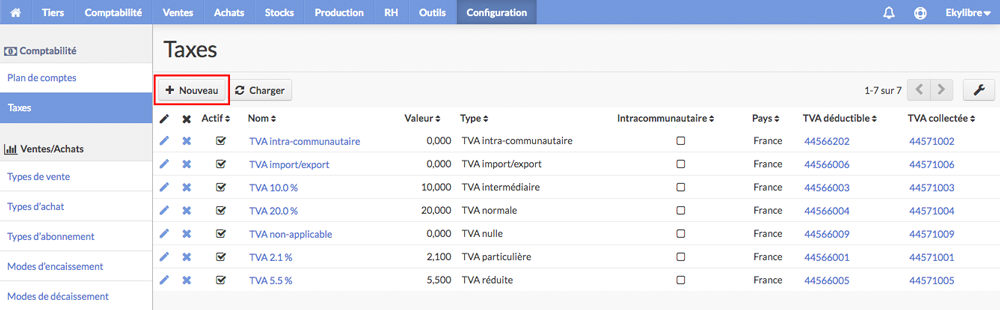 Tiers Comptabilité Ventes Achats Stocks Production RH Outils Configuration Ekylibre
Comptabilité
Plan de comptes
Taxes
Ventes/Achats
Types de vente
Types d'achat
Types d'abonnement
Modes d'encaissement
Modes de décaissement
Taxes
Nouveau Charger 1-7 sur 7
Actif Nom Valeur Type Intracommunautaire Pays TVA déductible TVA collectée
TVA intra-communautaire 0,000 TVA intra-communautaire France 44566202 44571002
TVA import/export 0,000 TVA import/export France 44566006 44571006
TVA 10.0 % 10,000 TVA intermédiaire France 44566003 44571003
TVA 20.0 % 20,000 TVA normale France 44566004 44571004
TVA non-applicable 0,000 TVA nulle France 44566009 44571009
TVA 2.1 % 2,100 TVA particulière France 44566001 44571001
TVA 5.5 % 5,500 TVA réduite France 44566005 44571005